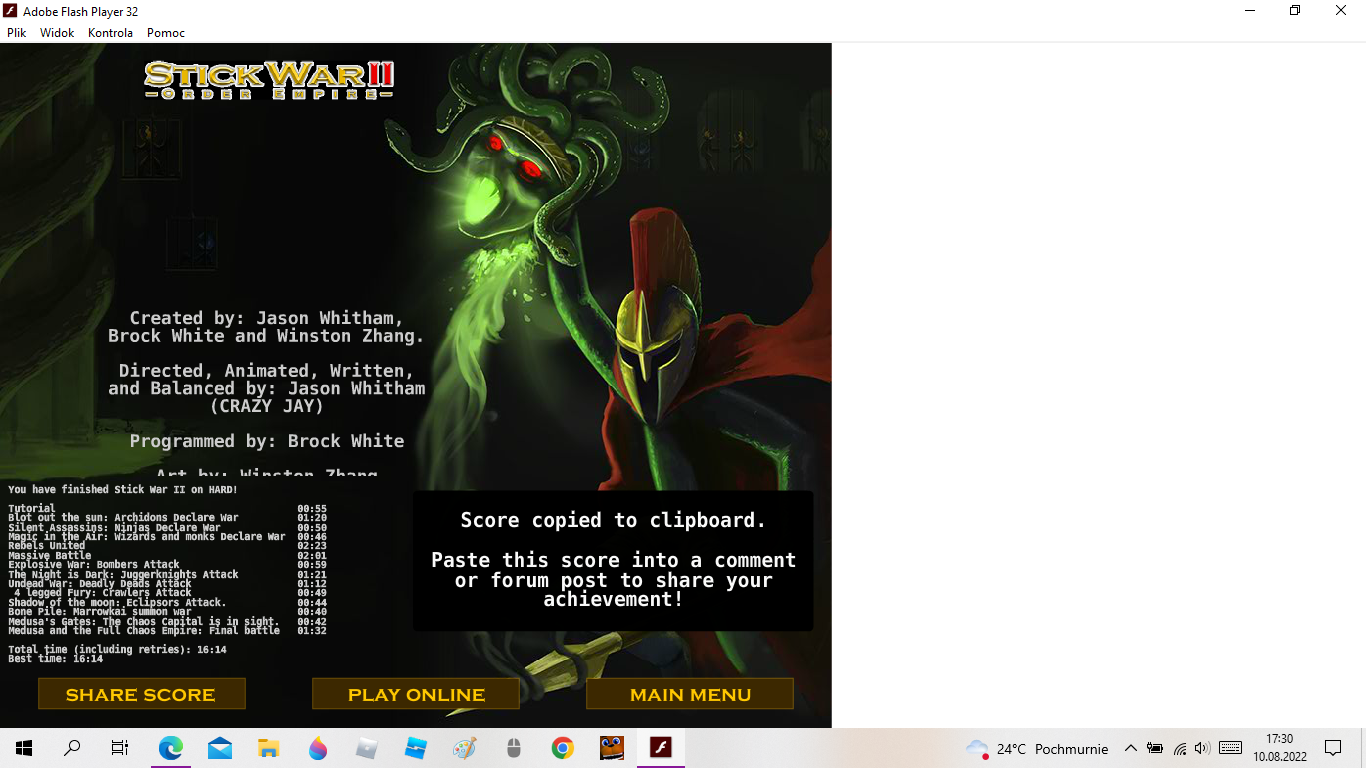 Adobe Flash Player 32
Plik Widok Kontrola Pomoc
STICK WAR II
ORDER EMPIRE
Created by: Jason Whitham,
Brock White and Winston Zhang.
Directed, Animated, Written,
and Balanced by: Jason Whitham
(CRAZY JAY)
Programmed by: Brock White
Art by: Winston Zhang
You have finished Stick War II on HARD!
Tutorial 00:55
Blot out the sun: Archidons Declare War 01:20
Silent Assassins: Ninjas Declare War 00:50
Magic in the Air: Wizards and monks Declare War 00:46
Rebels United 02:23
Massive Battle 02:01
Explosive War: Bombers Attack 00:59
The Night is Dark: Juggerknights Attack 01:21
Undead War: Deadly Deads Attack 01:12
4 legged Fury: Crawlers Attack 00:49
Shadow of the moon: Eclipsors Attack. 00:44
Bone Pile: Marrowkai summon war 00:40
Medusa's Gates: The Chaos Capital is in sight. 00:42
Medusa and the Full Chaos Empire: Final battle 01:32
Total time (including retries): 16:14
Best time: 16:14
Score copied to clipboard.
Paste this score into a comment
or forum post to share your
achievement!
SHARE SCORE
PLAY ONLINE
MAIN MENU
24°C Pochmurnie
17:30
10.08.2022